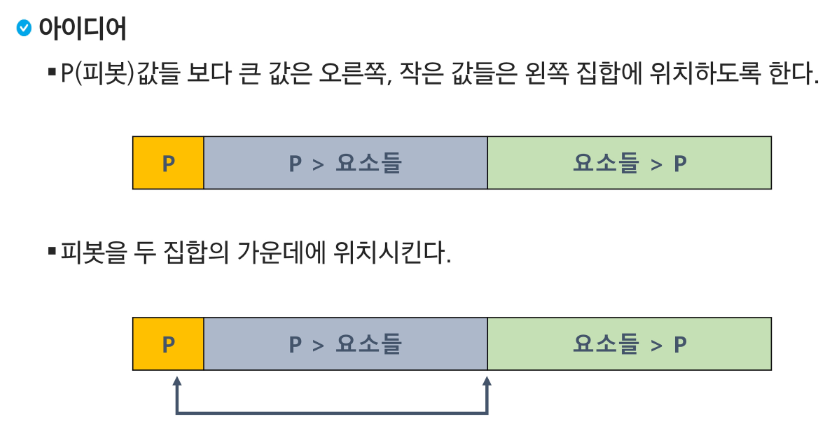 아이디어
▪P(피봇)값들 보다 큰 값은 오른쪽, 작은 값들은 왼쪽 집합에 위치하도록 한다.
P P > 요소들 요소들 > P
▪피봇을 두 집합의 가운데에 위치시킨다.
P P > 요소들 요소들 > P